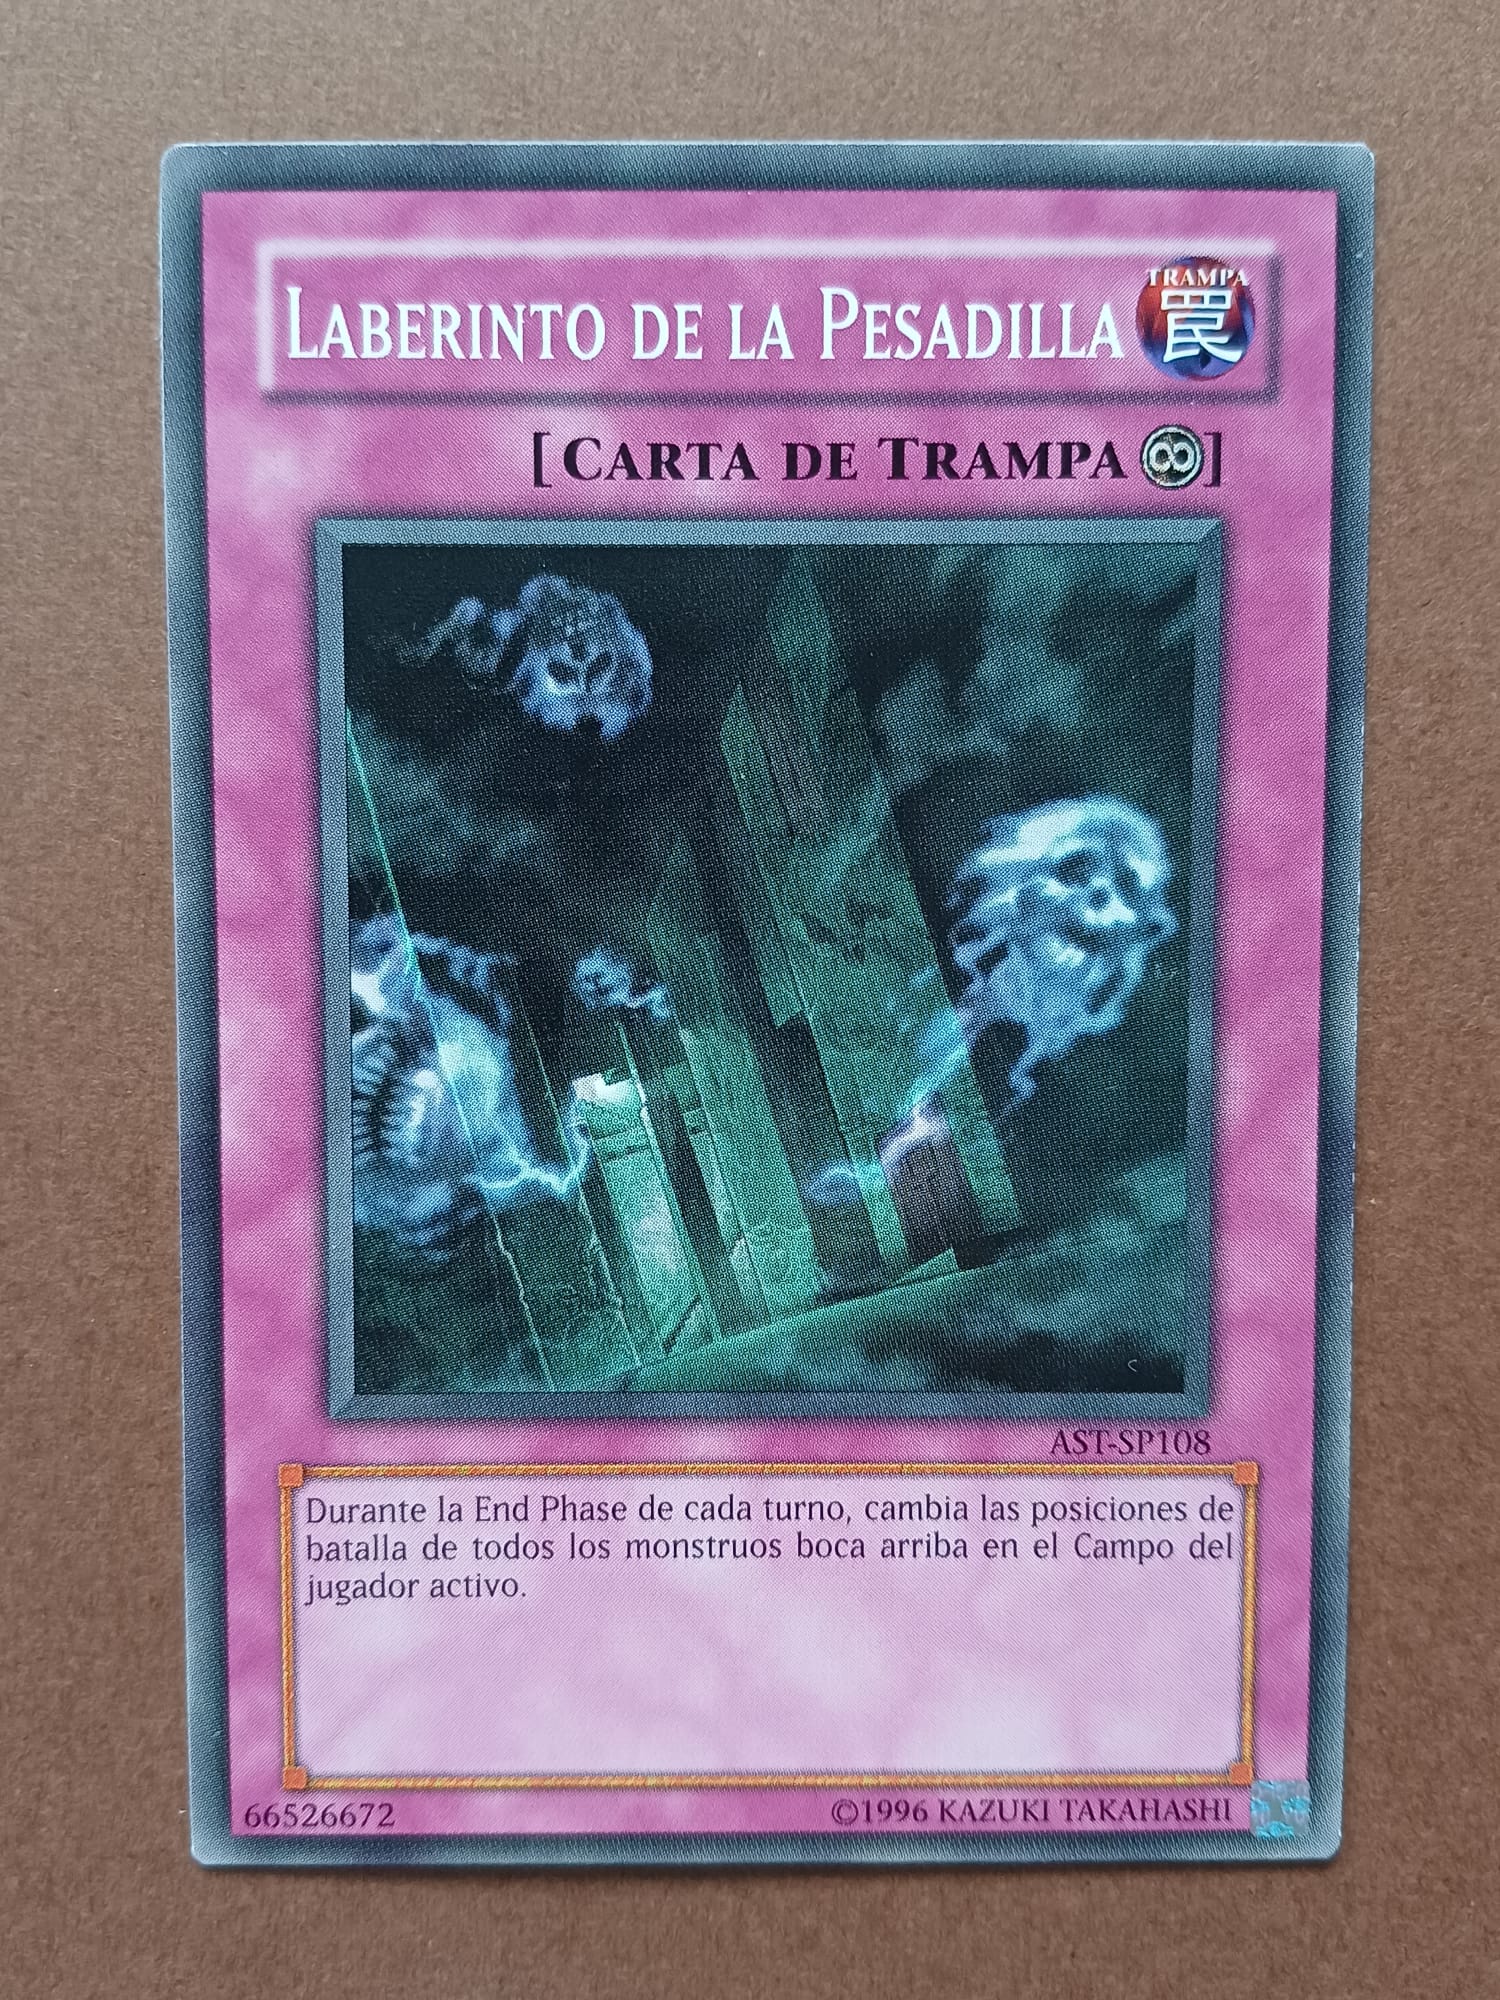 LABERINTO DE LA PESADILLA
TRAMPA
罠
[CARTA DE TRAMPA ∞]
AST-SP108
Durante la End Phase de cada turno, cambia las posiciones de
batalla de todos los monstruos boca arriba en el Campo del
jugador activo.
66526672
©1996 KAZUKI TAKAHASHI